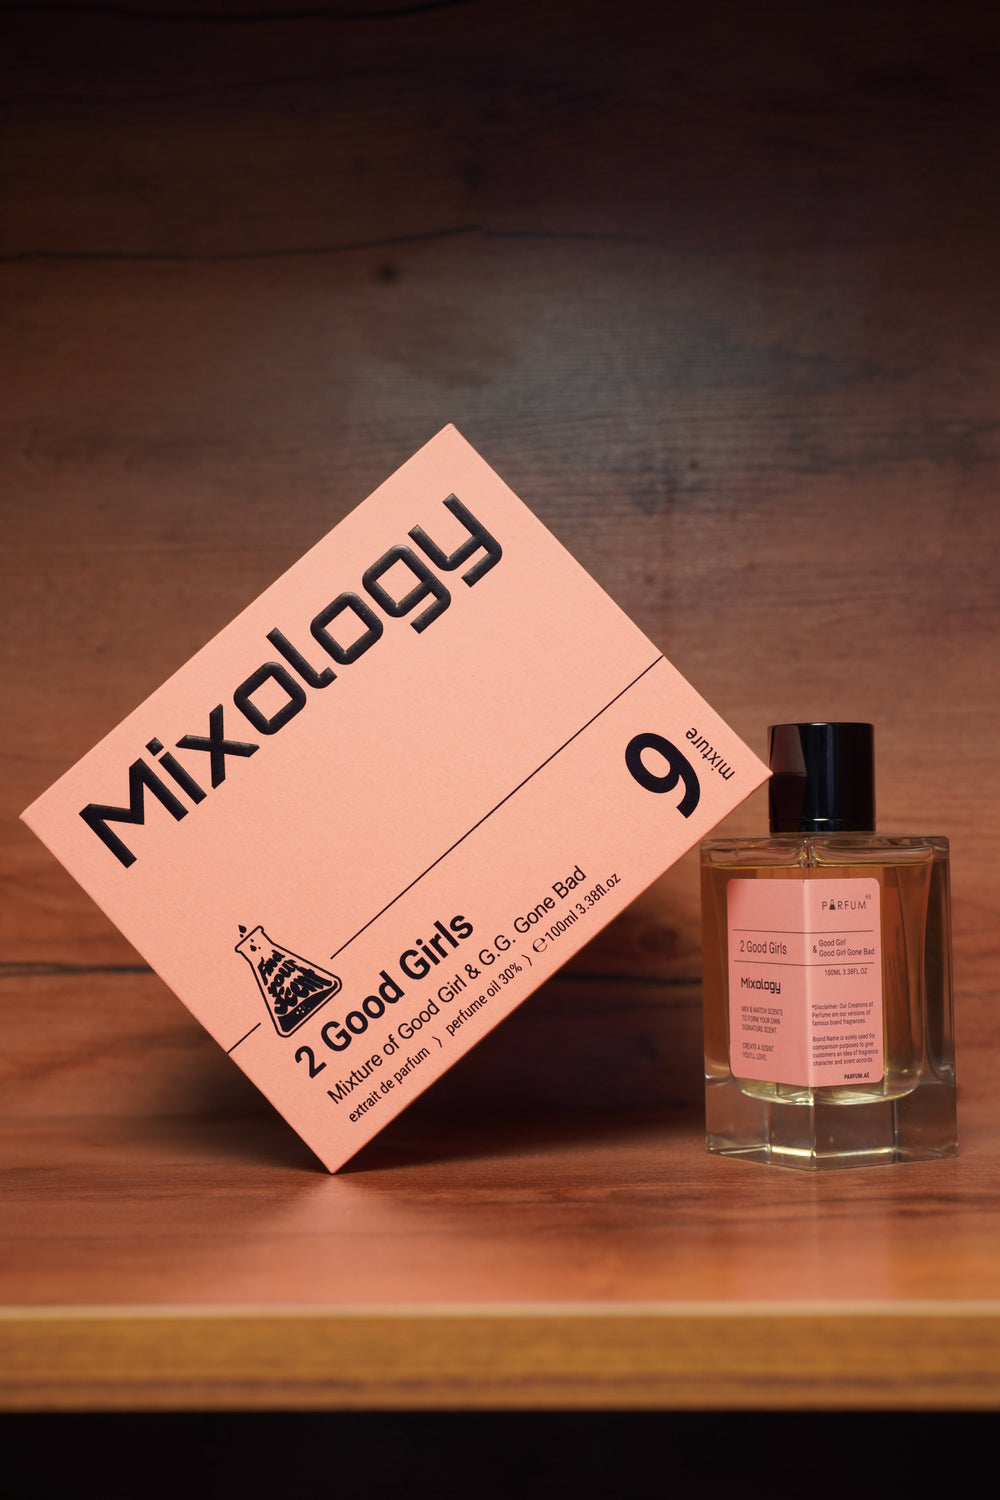 Mixology
9
mixture
Find
your
Scent
2 Good Girls
Mixture of Good Girl & G.G. Gone Bad
extrait de parfum ⟩ perfume oil 30% ⟩ ℮100ml 3.38fl.oz
PARFUM AE
2 Good Girls
& Good Girl
Good Girl Gone Bad
100ML 3.38FL.OZ
Mixology
MIX & MATCH SCENTS
TO FORM YOUR OWN
SIGNATURE SCENT.
CREATE A SCENT
YOU'LL LOVE.
*Disclaimer: Our Creations of
Perfume are our versions of
famous brand fragrances.
Brand Name is solely used for
comparison purposes to give
customers an idea of fragrance
character and scent accords.
PARFUM.AE